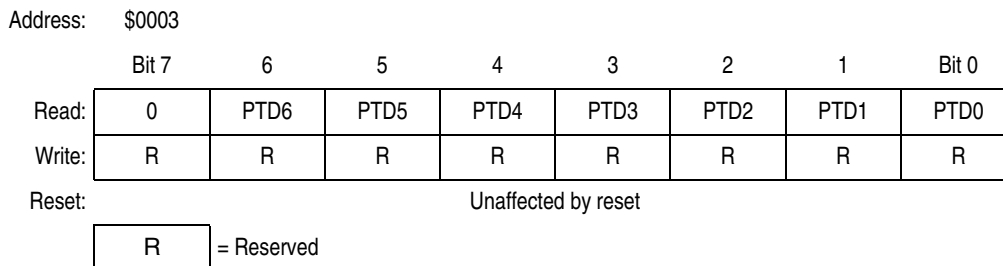 Address: $0003
Bit 7 6 5 4 3 2 1 Bit 0
Read: 0 PTD6 PTD5 PTD4 PTD3 PTD2 PTD1 PTD0
Write: R R R R R R R R
Reset: Unaffected by reset
R = Reserved